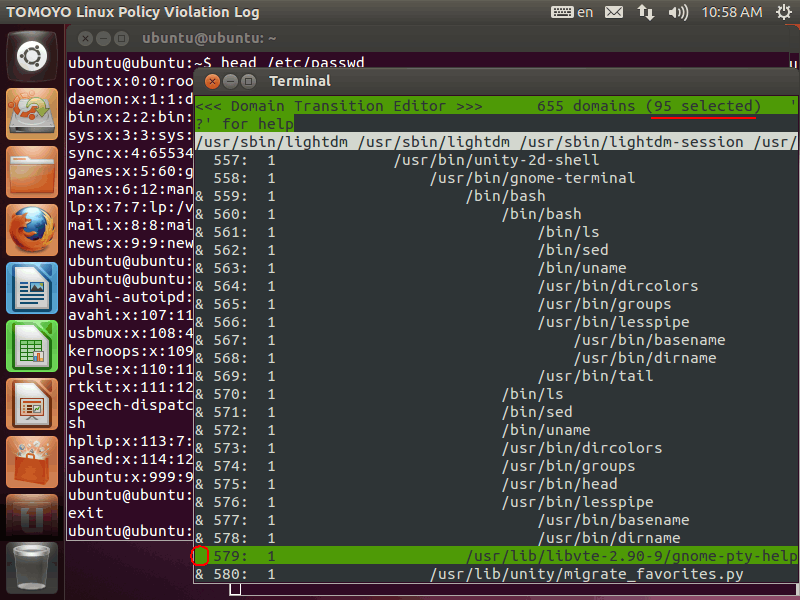 TOMOYO Linux Policy Violation Log
en
10:58 AM
ubuntu@ubuntu: ~
ubuntu@ubuntu:~$ head /etc/passwd
root:x:0:0:roo
daemon:x:1:1:d
bin:x:2:2:bin:
sys:x:3:3:sys:
sync:x:4:65534
games:x:5:60:g
man:x:6:12:man
lp:x:7:7:lp:/v
mail:x:8:8:mai
news:x:9:9:new
ubuntu@ubuntu:
ubuntu@ubuntu:
avahi-autoipd:
avahi:x:107:11
usbmux:x:108:4
kernoops:x:109
pulse:x:110:11
rtkit:x:111:12
speech-dispatc
sh
hplip:x:113:7:
saned:x:114:12
ubuntu:x:999:9
ubuntu@ubuntu:
exit
ubuntu@ubuntu:
Terminal
<<< Domain Transition Editor >>>      655 domains (95 selected)    '
?' for help
/usr/sbin/lightdm /usr/sbin/lightdm /usr/sbin/lightdm-session /usr/
557:  1             /usr/bin/unity-2d-shell
558:  1                 /usr/bin/gnome-terminal
& 559:  1                     /bin/bash
& 560:  1                         /bin/bash
& 561:  1                             /bin/ls
& 562:  1                             /bin/sed
& 563:  1                             /bin/uname
& 564:  1                             /usr/bin/dircolors
& 565:  1                             /usr/bin/groups
& 566:  1                             /usr/bin/lesspipe
& 567:  1                                 /usr/bin/basename
& 568:  1                                 /usr/bin/dirname
& 569:  1                             /usr/bin/tail
& 570:  1                         /bin/ls
& 571:  1                         /bin/sed
& 572:  1                         /bin/uname
& 573:  1                         /usr/bin/dircolors
& 574:  1                         /usr/bin/groups
& 575:  1                         /usr/bin/head
& 576:  1                         /usr/bin/lesspipe
& 577:  1                             /usr/bin/basename
& 578:  1                             /usr/bin/dirname
579:  1                     /usr/lib/libvte-2.90-9/gnome-pty-help
& 580:  1                 /usr/lib/unity/migrate_favorites.py